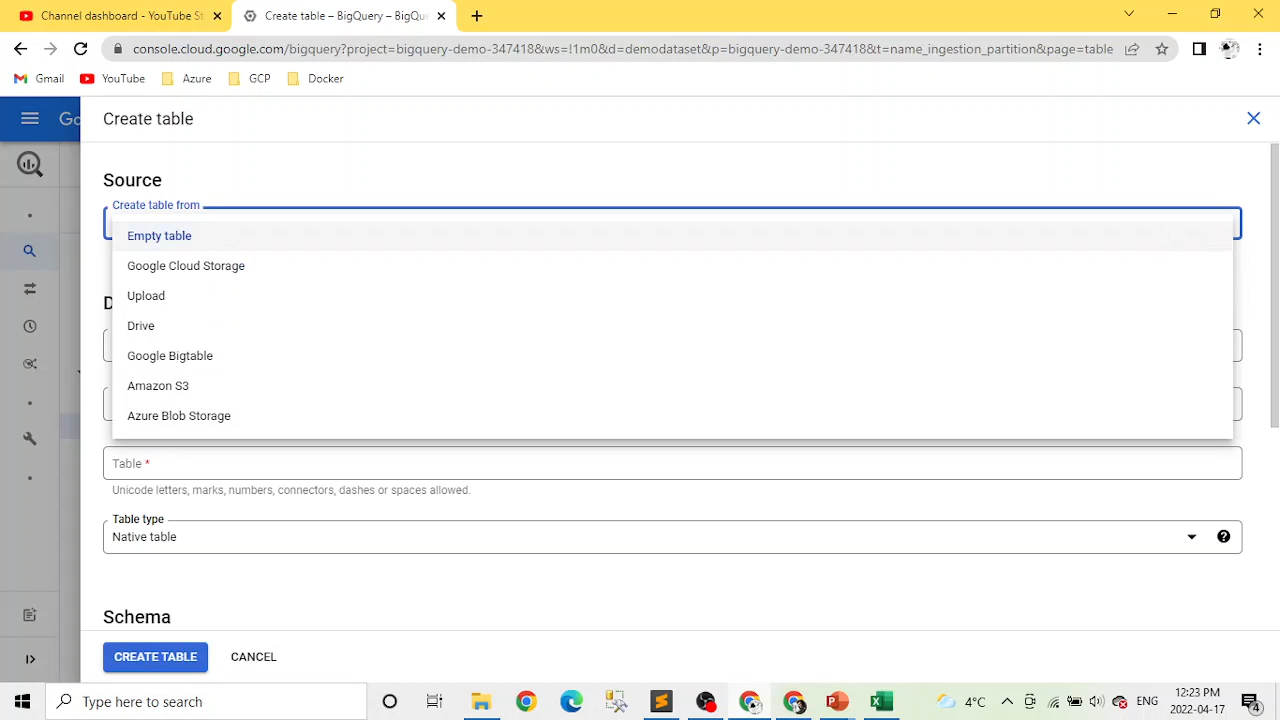 Channel dashboard - YouTube St
Create table – BigQuery – BigQu
console.cloud.google.com/bigquery?project=bigquery-demo-347418&ws=!1m0&d=demodataset&p=bigquery-demo-347418&t=name_ingestion_partition&page=table
Gmail
YouTube
Azure
GCP
Docker
Go
Create table
Source
Create table from
Empty table
Google Cloud Storage
Upload
Drive
Google Bigtable
Amazon S3
Azure Blob Storage
D
Table *
Unicode letters, marks, numbers, connectors, dashes or spaces allowed.
Table type
Native table
Schema
CREATE TABLE
CANCEL
Type here to search
4°C
ENG
12:23 PM
2022-04-17
4